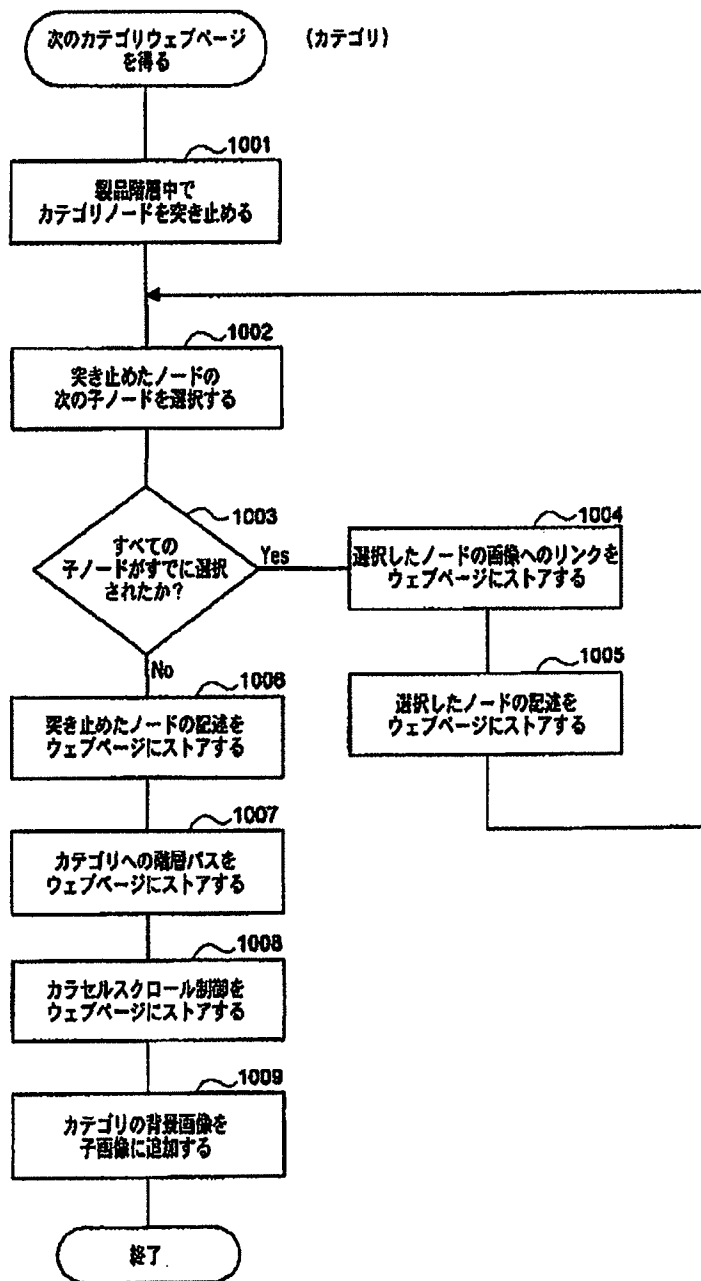 次のカテゴリウェブページ
を得る
(カテゴリ)
1001
製品階層中で
カテゴリノードを突き止める
1002
突き止めたノードの
次の子ノードを選択する
1003
すべての
子ノードがすでに選択
されたか?
Yes
1004
選択したノードの画像へのリンクを
ウェブページにストアする
1005
選択したノードの記述を
ウェブページにストアする
No
1006
突き止めたノードの記述を
ウェブページにストアする
1007
カテゴリへの階層パスを
ウェブページにストアする
1008
カラセルスクロール制御を
ウェブページにストアする
1009
カテゴリの背景画像を
子画像に追加する
終了